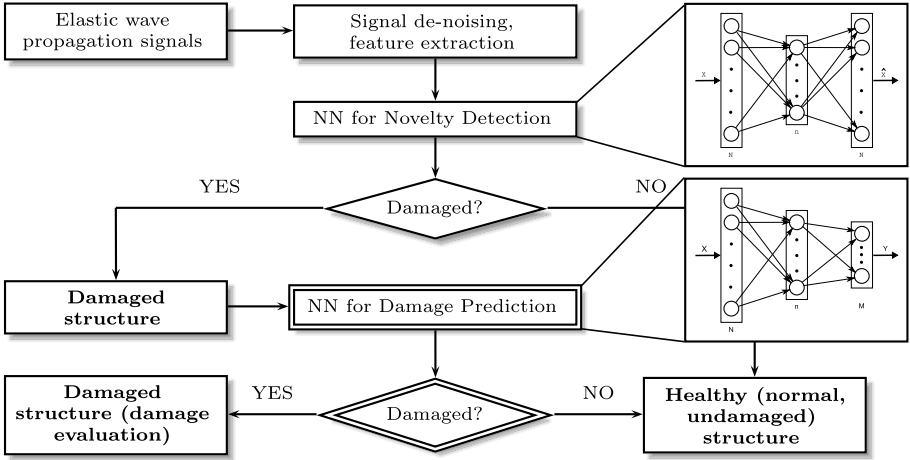 Elastic wave
propagation signals
Signal de-noising,
feature extraction
X
X̂
N
n
N
NN for Novelty Detection
YES
Damaged?
NO
X
Y
N
n
M
Damaged
structure
NN for Damage Prediction
Damaged
structure (damage
evaluation)
YES
Damaged?
NO
Healthy (normal,
undamaged)
structure